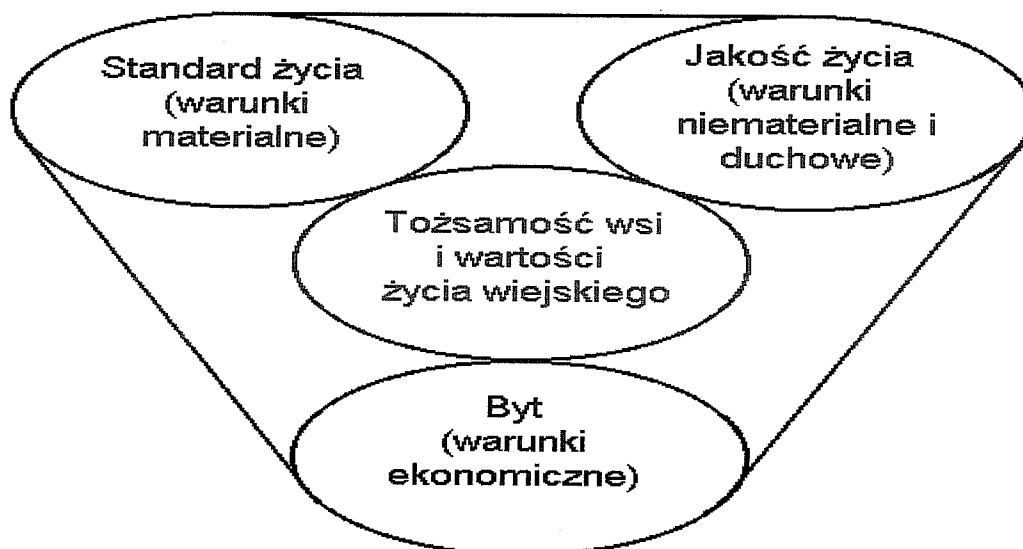 Standard życia
(warunki
materialne)
Jakość życia
(warunki
niematerialne i
duchowe)
Tożsamość wsi
i wartości
życia wiejskiego
Byt
(warunki
ekonomiczne)